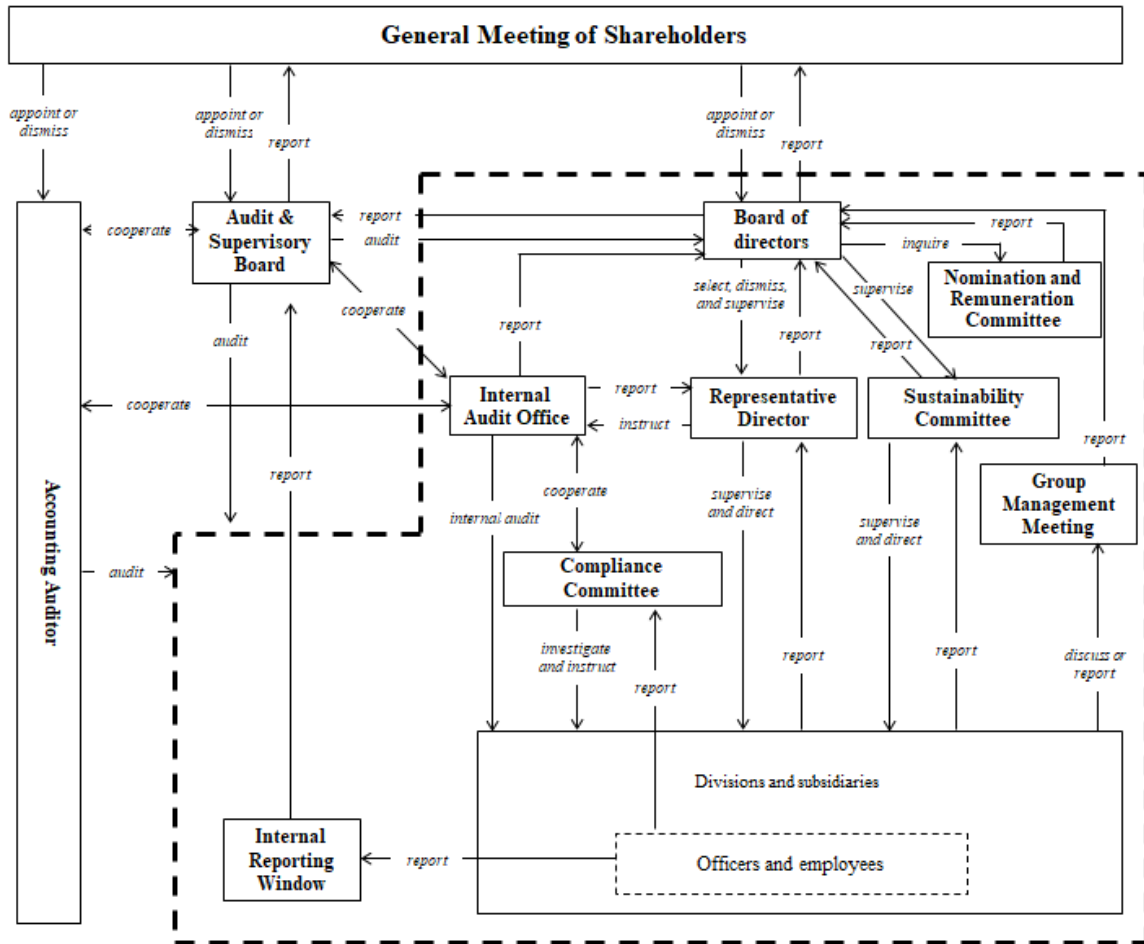 General Meeting of Shareholders
appoint or
dismiss
appoint or
dismiss
report
appoint or
dismiss
report
Audit &
Supervisory
Board
cooperate
report
audit
Board of
directors
report
inquire
Nomination and
Remuneration
Committee
cooperate
select, dismiss,
and supervise
supervise
report
report
report
audit
Internal
Audit Office
report
instruct
Representative
Director
Sustainability
Committee
cooperate
report
report
Group
Management
Meeting
cooperate
internal audit
supervise
and direct
supervise
and direct
Accounting Auditor
audit
Compliance
Committee
investigate
and instruct
report
report
report
discuss or
report
Divisions and subsidiaries
Internal
Reporting
Window
report
Officers and employees